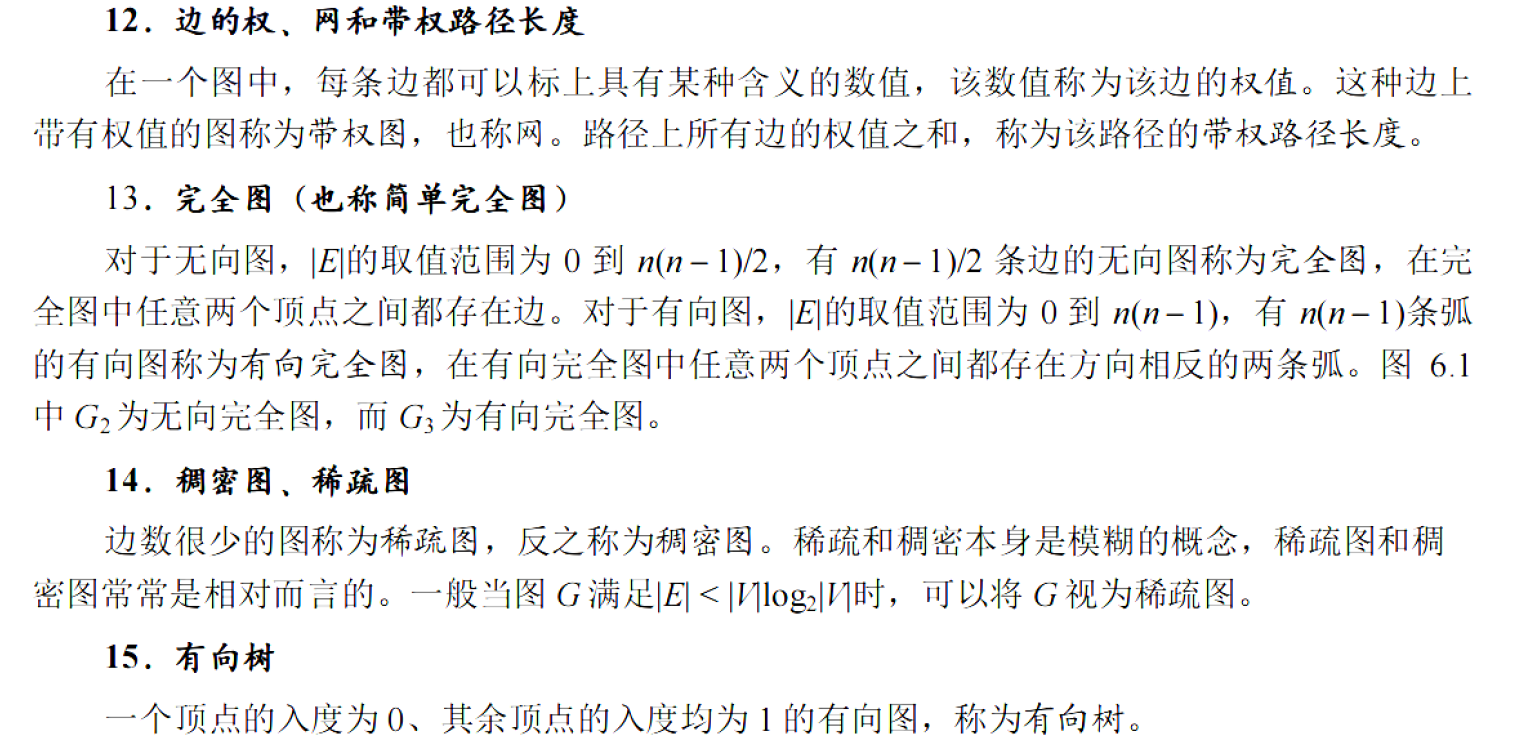 12．边的权、网和带权路径长度
在一个图中，每条边都可以标上具有某种含义的数值，该数值称为该边的权值。这种边上
带有权值的图称为带权图，也称网。路径上所有边的权值之和，称为该路径的带权路径长度。
13．完全图（也称简单完全图）
对于无向图，|E|的取值范围为 0 到 n(n − 1)/2，有 n(n − 1)/2 条边的无向图称为完全图，在完
全图中任意两个顶点之间都存在边。对于有向图，|E|的取值范围为 0 到 n(n − 1)，有 n(n − 1)条弧
的有向图称为有向完全图，在有向完全图中任意两个顶点之间都存在方向相反的两条弧。图 6.1
中 G₂为无向完全图，而 G₃为有向完全图。
14．稠密图、稀疏图
边数很少的图称为稀疏图，反之称为稠密图。稀疏和稠密本身是模糊的概念，稀疏图和稠
密图常常是相对而言的。一般当图 G 满足|E| < |V|log₂|V|时，可以将 G 视为稀疏图。
15．有向树
一个顶点的入度为 0、其余顶点的入度均为 1 的有向图，称为有向树。